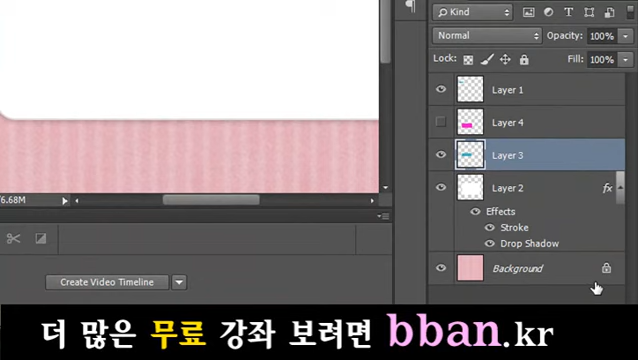 Kind
Normal
Opacity: 100%
Lock:
Fill: 100%
Layer 1
Layer 4
Layer 3
Layer 2
fx
Effects
Stroke
Drop Shadow
Background
6.68M
Create Video Timeline
더 많은 무료 강좌 보려면 bban.kr